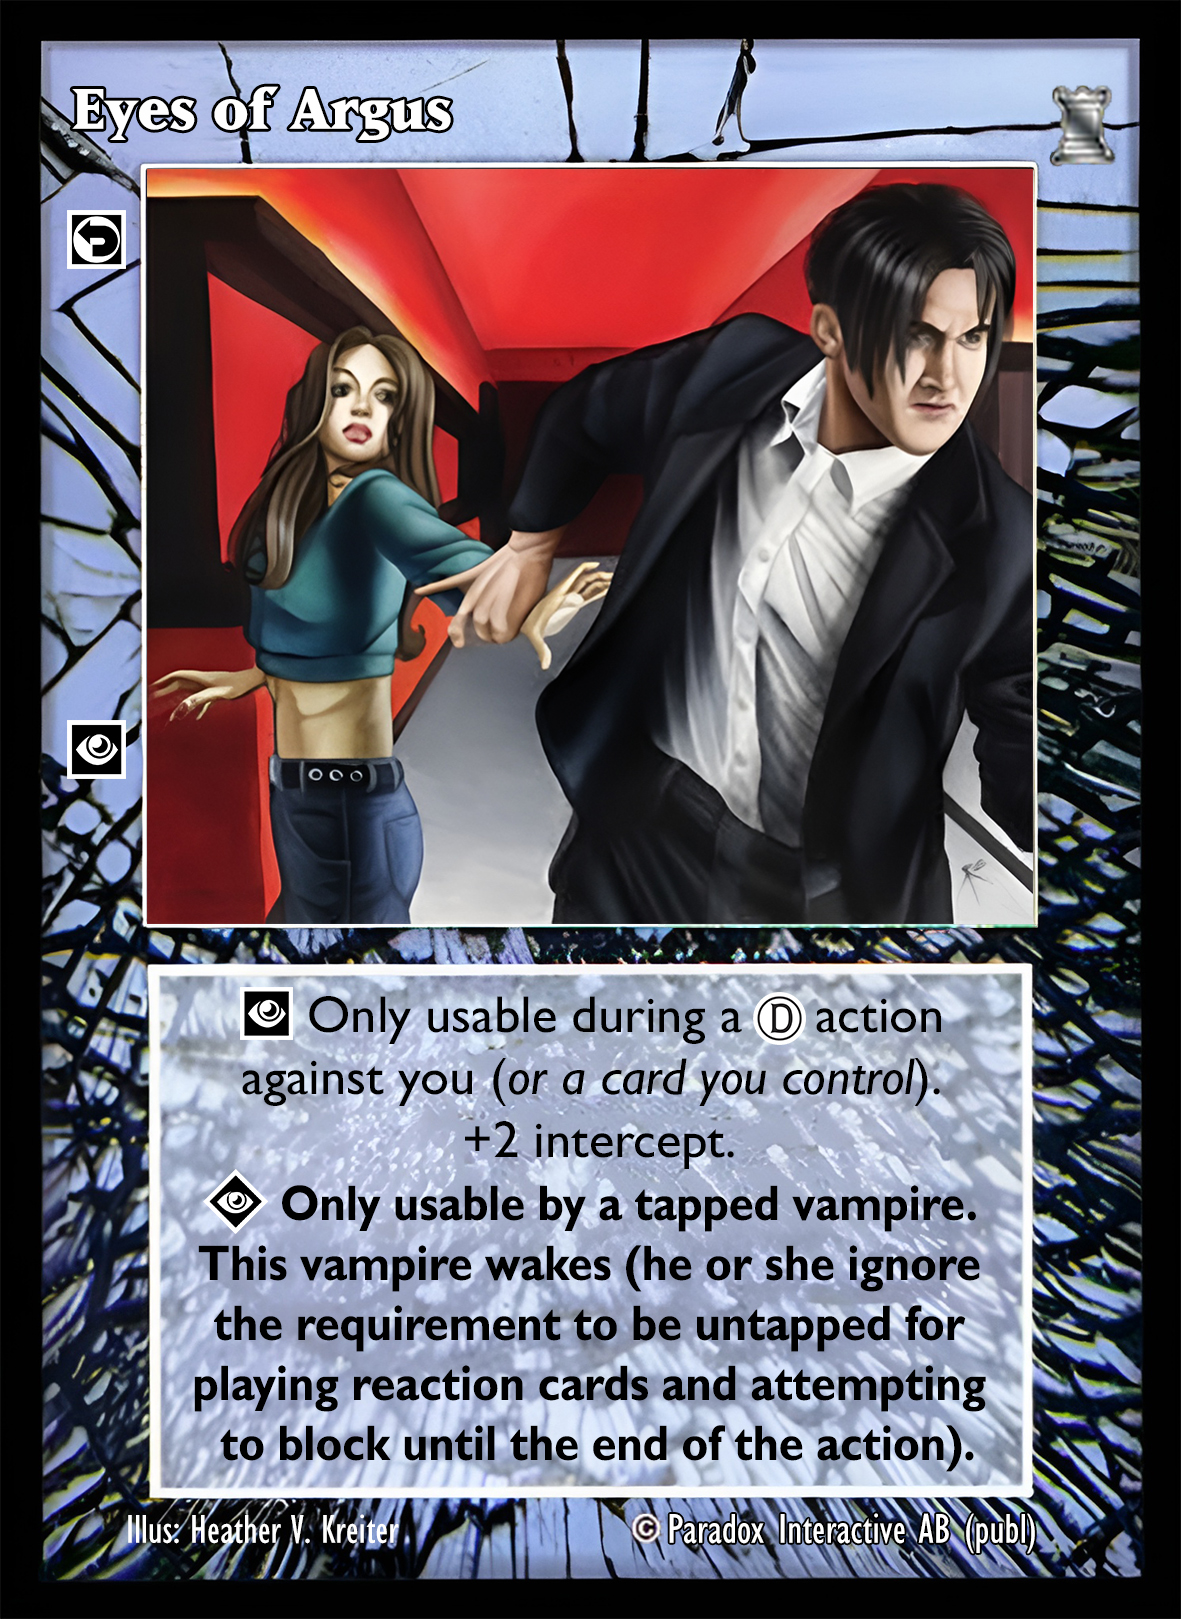 Eyes of Argus
Only usable during a D action
against you (or a card you control).
+2 intercept.
Only usable by a tapped vampire.
This vampire wakes (he or she ignore
the requirement to be untapped for
playing reaction cards and attempting
to block until the end of the action).
Illus: Heather V. Kreiter
© Paradox Interactive AB (publ)